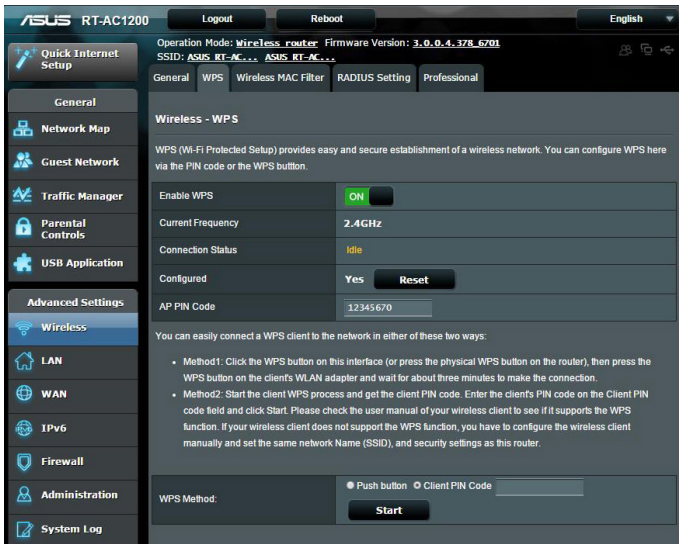 ASUS RT-AC1200 Logout Reboot English
Quick Internet Setup
Operation Mode: Wireless router Firmware Version: 3.0.0.4.378_6701
SSID: ASUS RT-AC... ASUS RT-AC...
General WPS Wireless MAC Filter RADIUS Setting Professional
General
Network Map
Guest Network
Traffic Manager
Parental Controls
USB Application
Advanced Settings
Wireless
LAN
WAN
IPv6
Firewall
Administration
System Log
Wireless - WPS
WPS (Wi-Fi Protected Setup) provides easy and secure establishment of a wireless network. You can configure WPS here
via the PIN code or the WPS buttton.
Enable WPS ON
Current Frequency 2.4GHz
Connection Status Idle
Configured Yes Reset
AP PIN Code 12345670
You can easily connect a WPS client to the network in either of these two ways:
• Method1: Click the WPS button on this interface (or press the physical WPS button on the router), then press the
WPS button on the client's WLAN adapter and wait for about three minutes to make the connection.
• Method2: Start the client WPS process and get the client PIN code. Enter the client's PIN code on the Client PIN
code field and click Start. Please check the user manual of your wireless client to see if it supports the WPS
function. If your wireless client does not support the WPS function, you have to configure the wireless client
manually and set the same network Name (SSID), and security settings as this router.
WPS Method: Push button Client PIN Code
Start